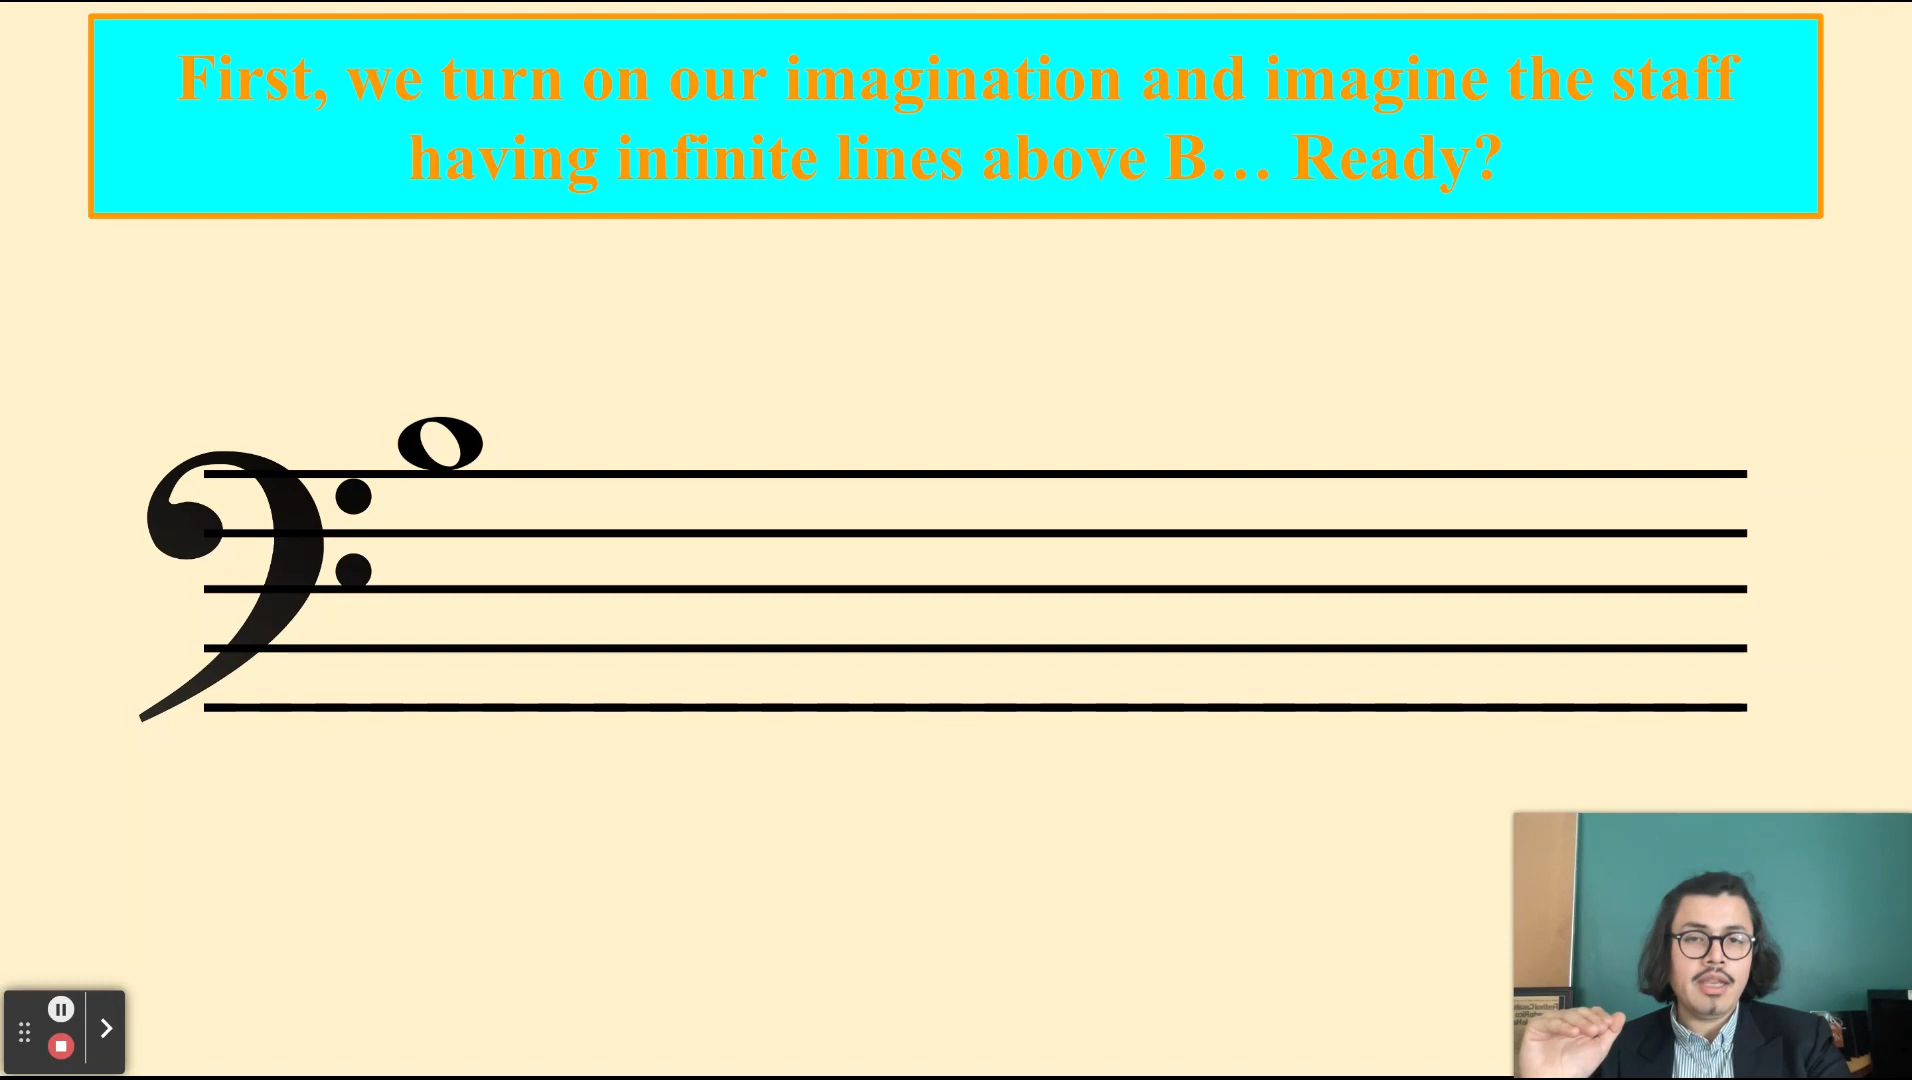 First, we turn on our imagination and imagine the staff
having infinite lines above B... Ready?